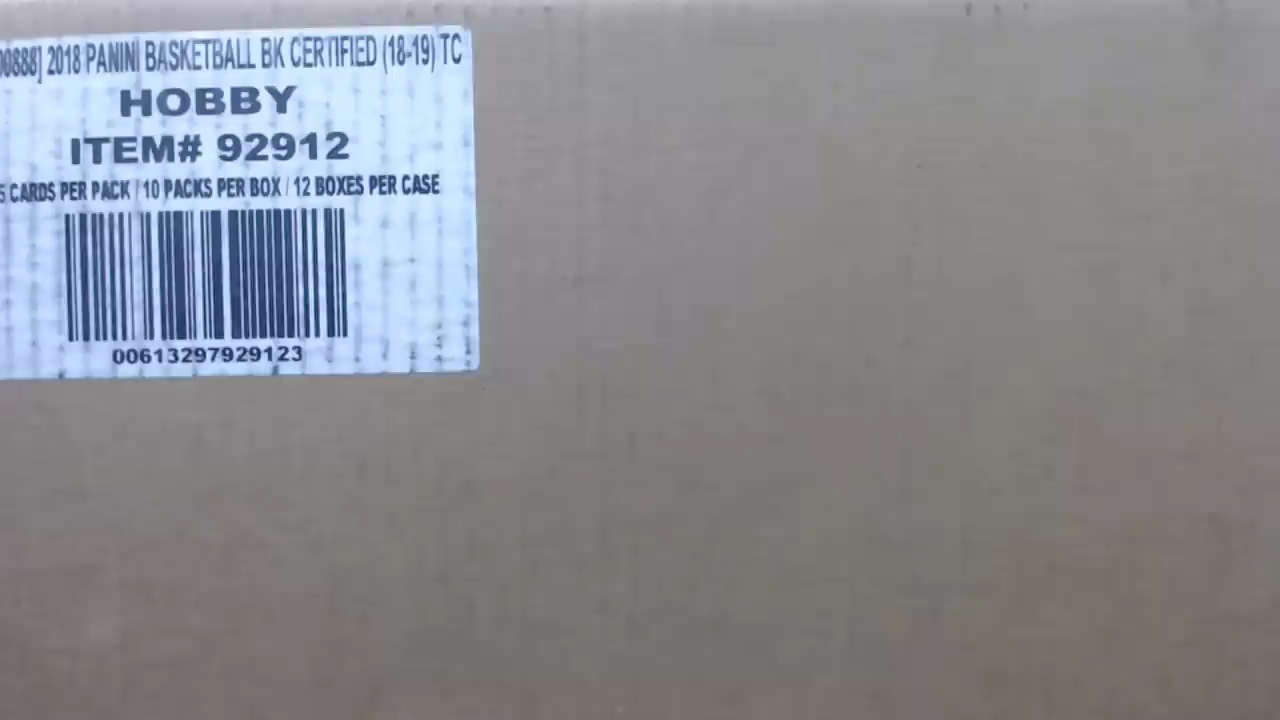 00888] 2018 PANINI BASKETBALL BK CERTIFIED (18-19) TC
HOBBY
ITEM# 92912
5 CARDS PER PACK / 10 PACKS PER BOX / 12 BOXES PER CASE
00613297929123